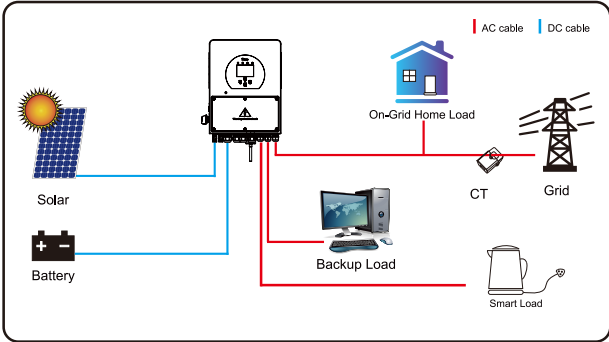 AC cable
DC cable
On-Grid Home Load
Solar
CT
Grid
Backup Load
Battery
Smart Load